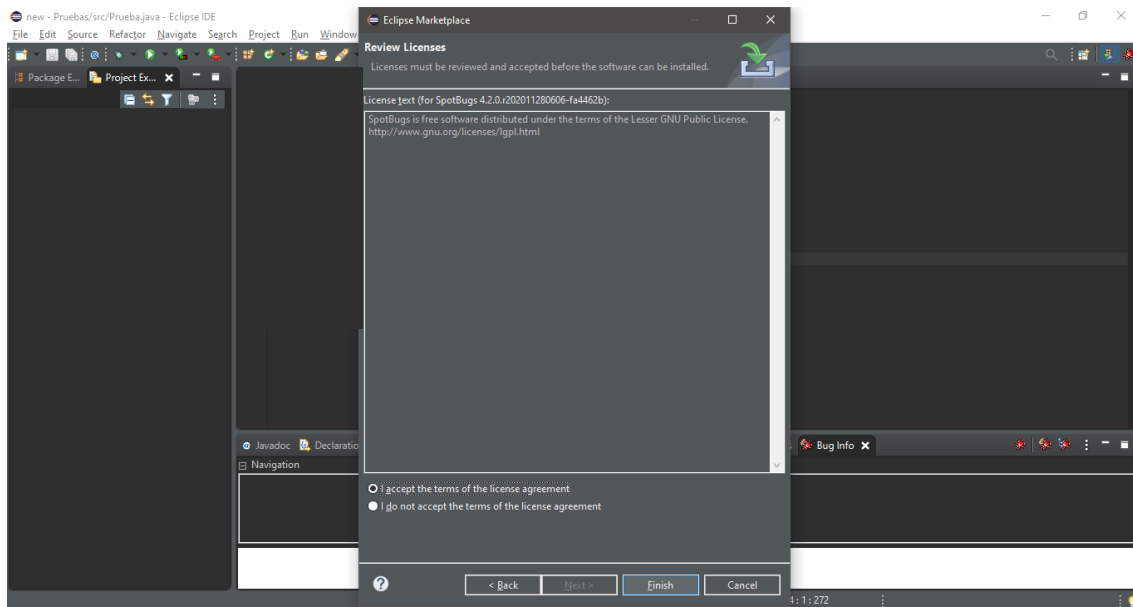 new - Pruebas/src/Prueba.java - Eclipse IDE
File Edit Source Refactor Navigate Search Project Run Window
Package E... Project Ex...
Eclipse Marketplace
Review Licenses
Licenses must be reviewed and accepted before the software can be installed.
License text (for SpotBugs 4.2.0.r202011280606-fa4462b):
SpotBugs is free software distributed under the terms of the Lesser GNU Public License.
http://www.gnu.org/licenses/lgpl.html
I accept the terms of the license agreement
I do not accept the terms of the license agreement
< Back Next > Finish Cancel
Javadoc Declaratio
Bug Info
Navigation
4 : 1 : 272